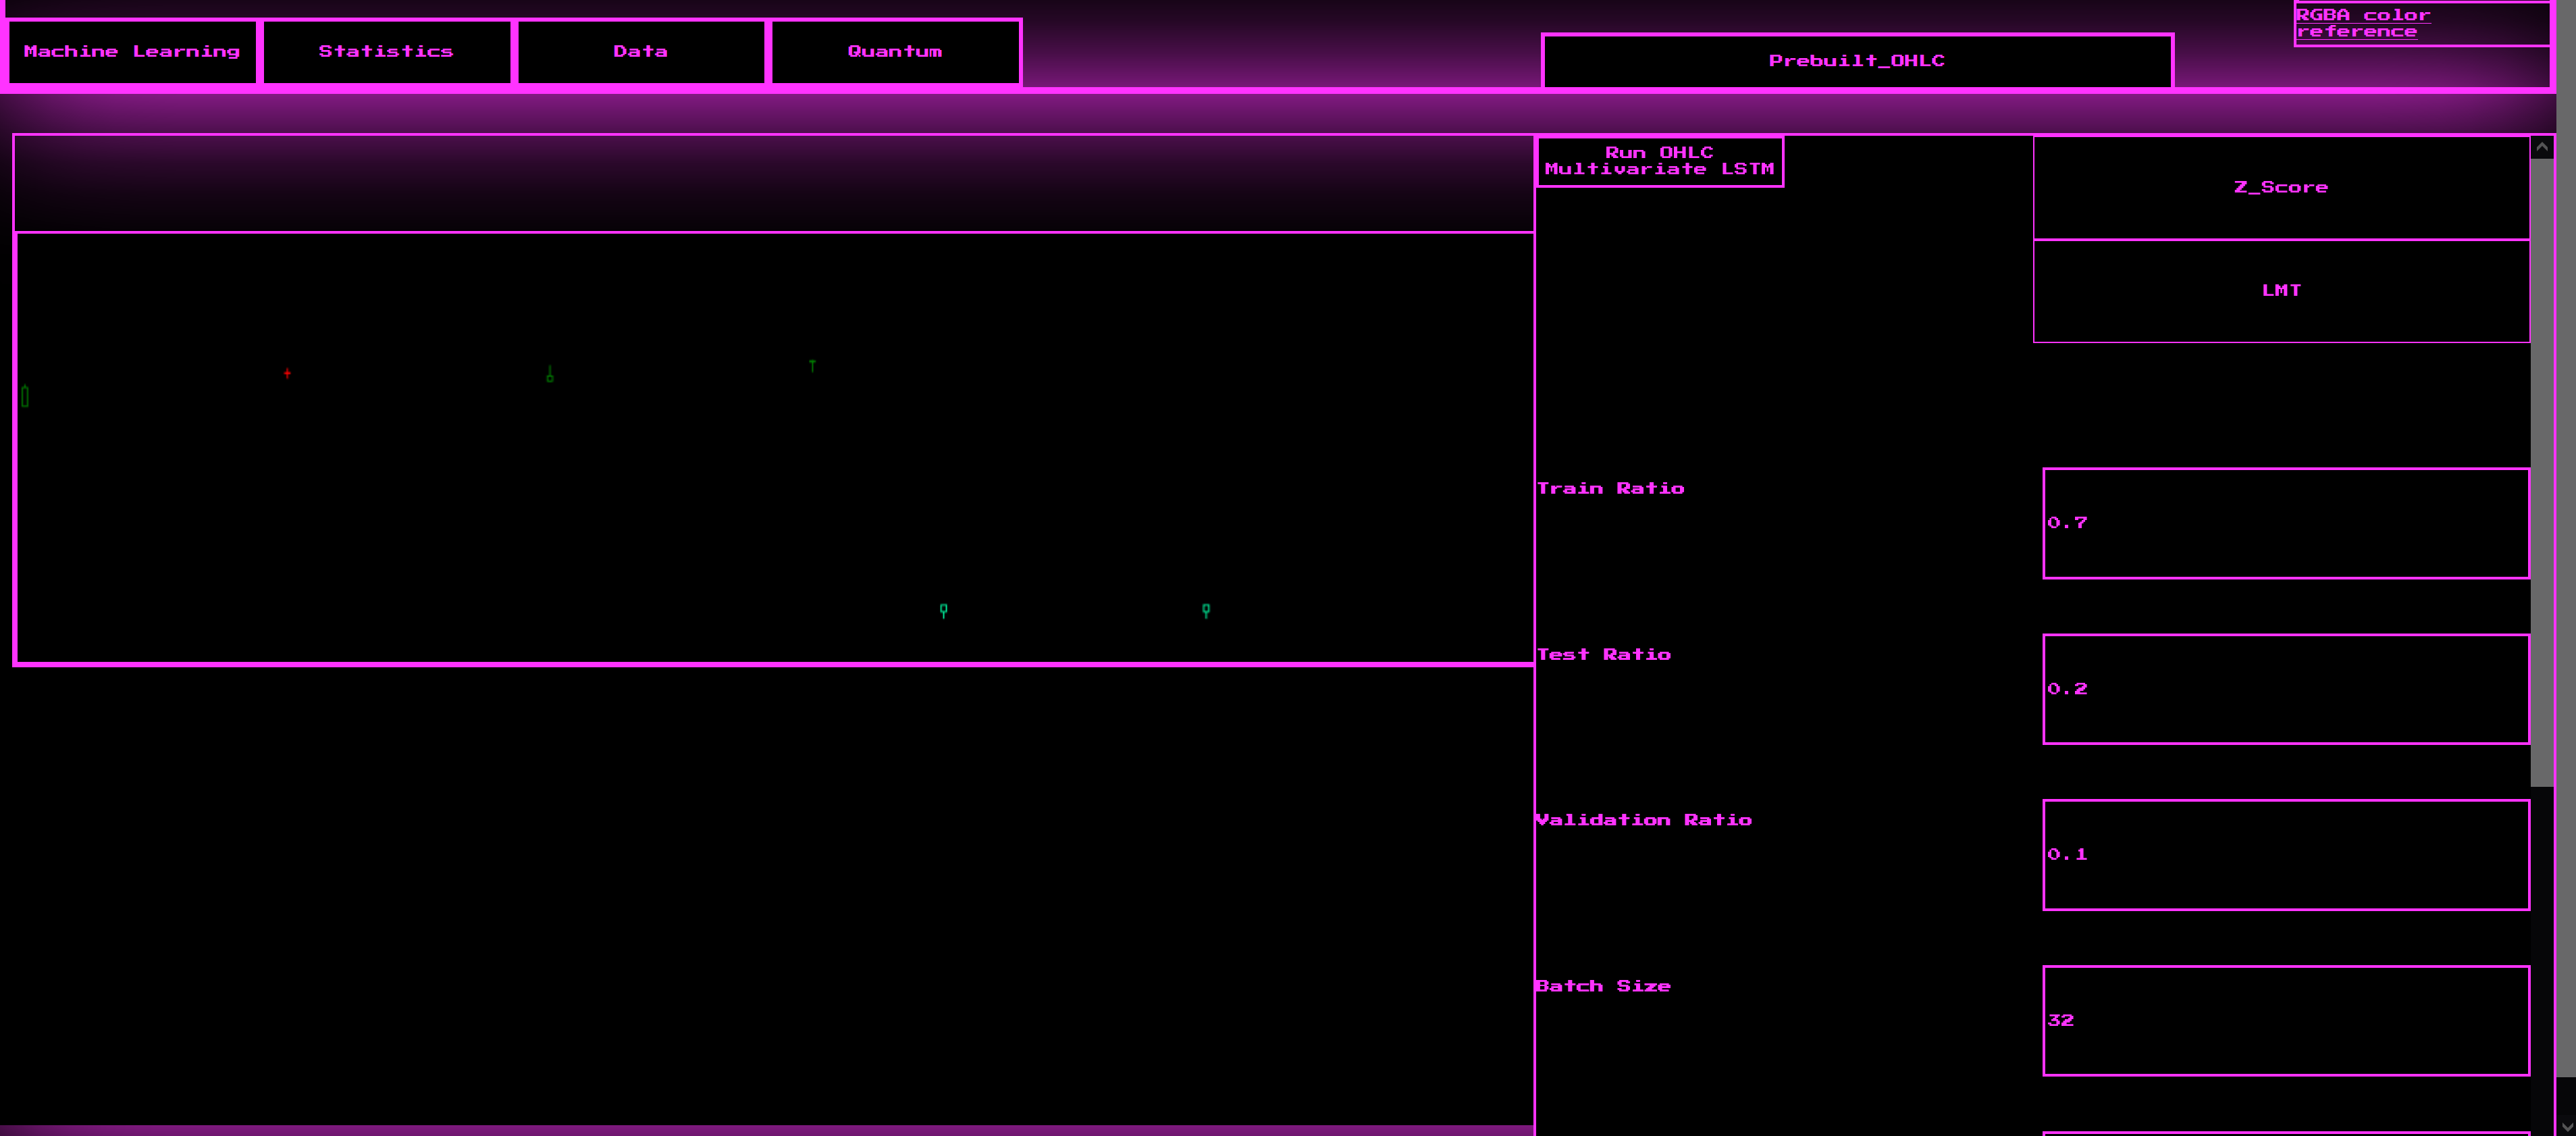 RGBA color
reference
Machine Learning
Statistics
Data
Quantum
Prebuilt_OHLC
Run OHLC
Multivariate LSTM
Z_Score
LMT
Train Ratio
0.7
Test Ratio
0.2
Validation Ratio
0.1
Batch Size
32